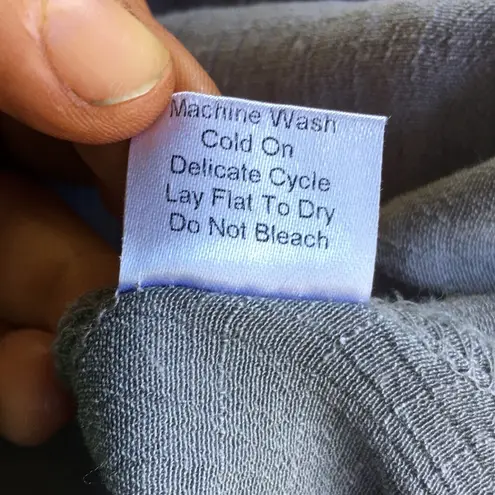 Machine Wash
Cold On
Delicate Cycle
Lay Flat To Dry
Do Not Bleach